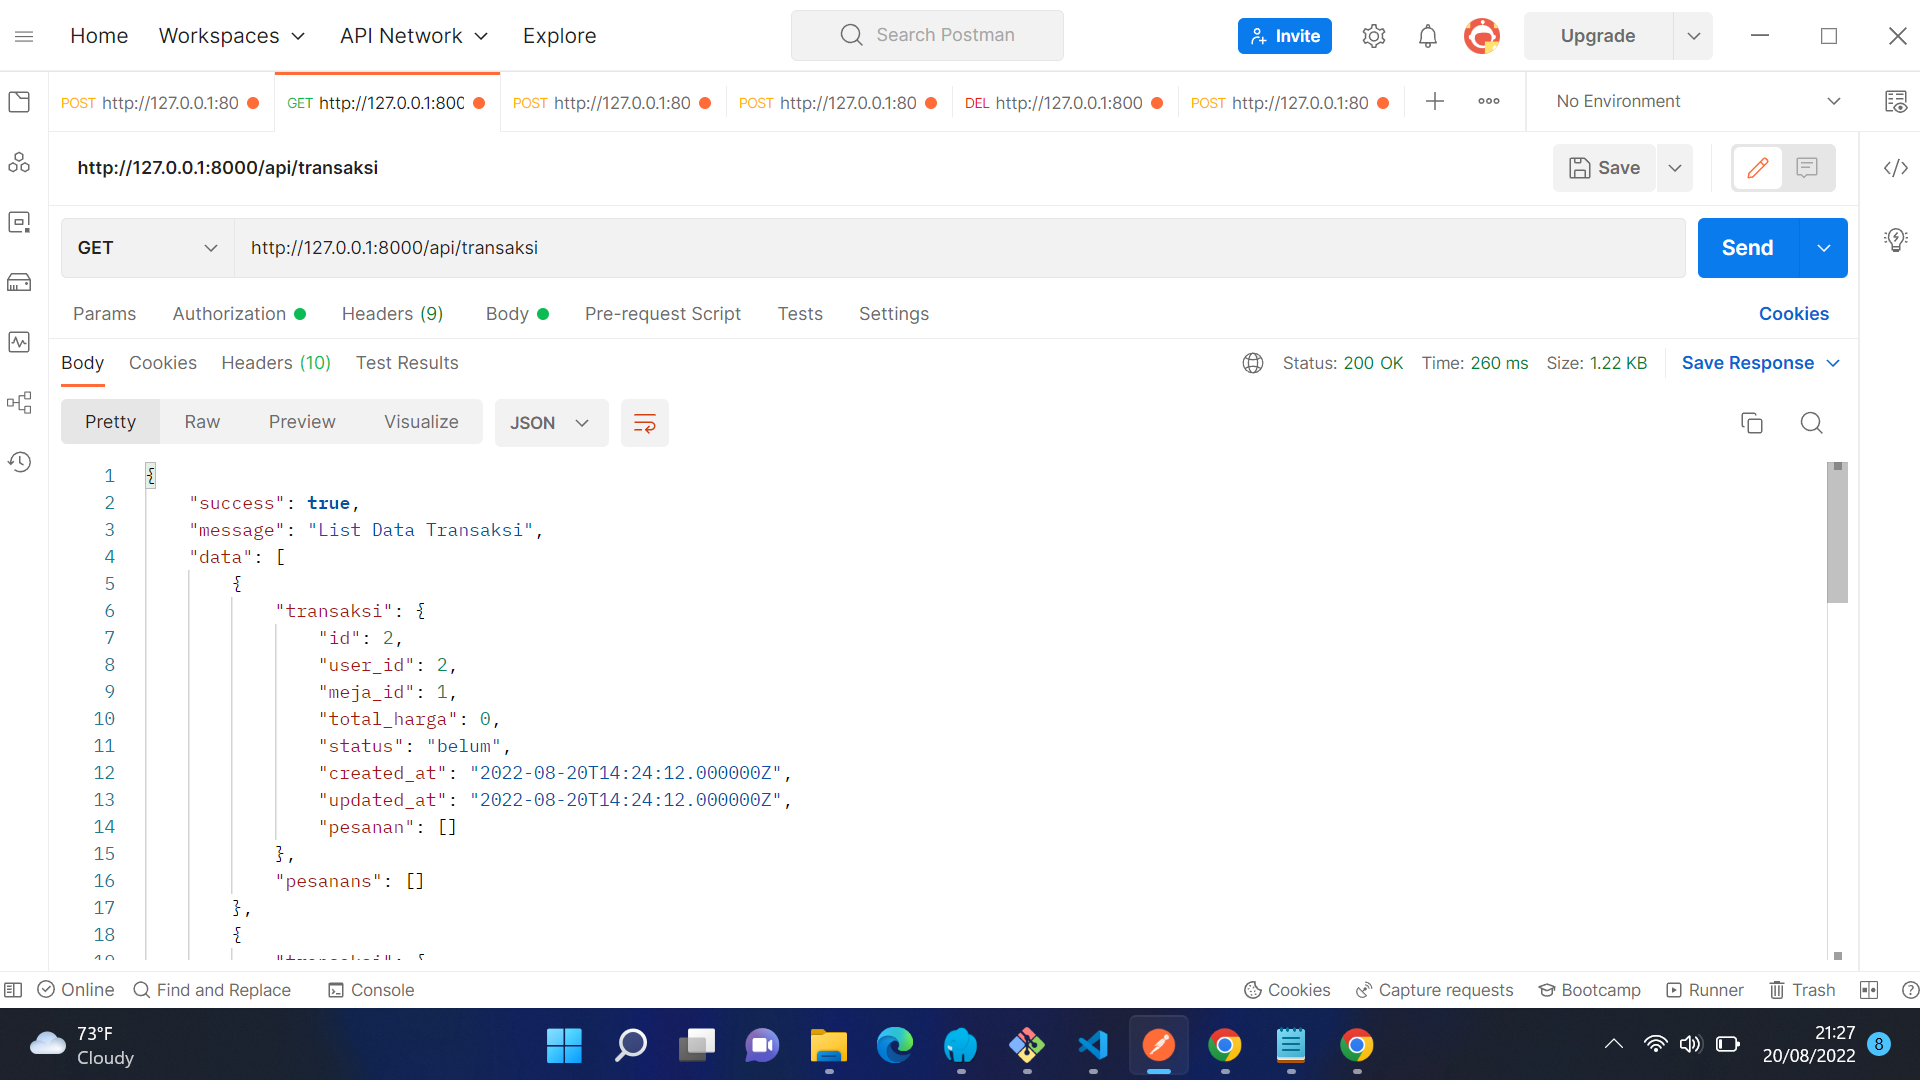 Home
Workspaces
API Network
Explore
Search Postman
Invite
Upgrade
POST http://127.0.0.1:80
GET http://127.0.0.1:800
POST http://127.0.0.1:80
POST http://127.0.0.1:80
DEL http://127.0.0.1:800
POST http://127.0.0.1:80
No Environment
http://127.0.0.1:8000/api/transaksi
Save
GET
http://127.0.0.1:8000/api/transaksi
Send
Params
Authorization
Headers (9)
Body
Pre-request Script
Tests
Settings
Cookies
Body
Cookies
Headers (10)
Test Results
Status: 200 OK
Time: 260 ms
Size: 1.22 KB
Save Response
Pretty
Raw
Preview
Visualize
JSON
1 {
2 "success": true,
3 "message": "List Data Transaksi",
4 "data": [
5 {
6 "transaksi": {
7 "id": 2,
8 "user_id": 2,
9 "meja_id": 1,
10 "total_harga": 0,
11 "status": "belum",
12 "created_at": "2022-08-20T14:24:12.000000Z",
13 "updated_at": "2022-08-20T14:24:12.000000Z",
14 "pesanan": []
15 },
16 "pesanans": []
17 },
18 {
19 "transaksi": {
Online
Find and Replace
Console
Cookies
Capture requests
Bootcamp
Runner
Trash
73°F
Cloudy
21:27
20/08/2022
8